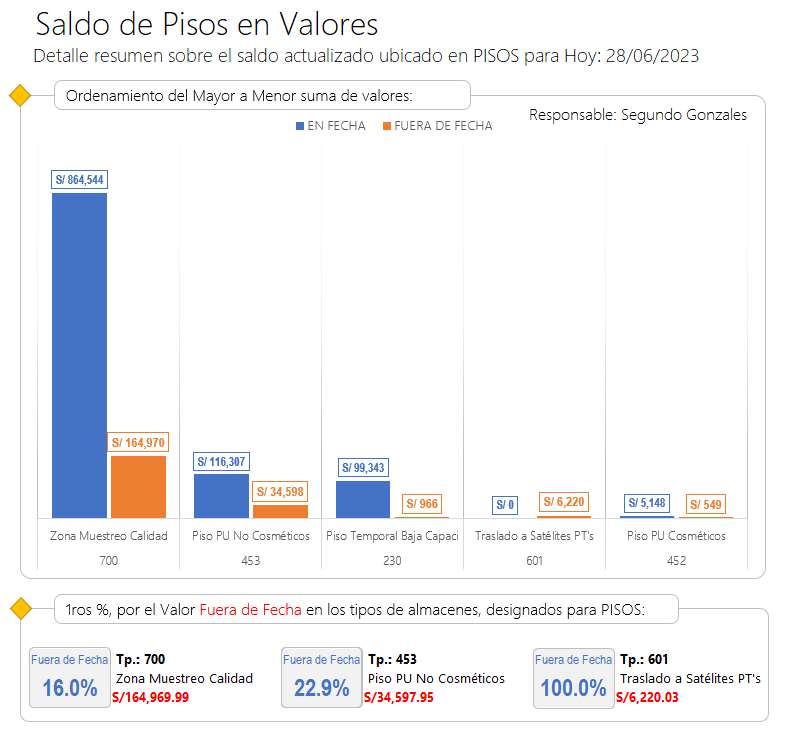 Saldo de Pisos en Valores
Detalle resumen sobre el saldo actualizado ubicado en PISOS para Hoy: 28/06/2023
Ordenamiento del Mayor a Menor suma de valores:
Responsable: Segundo Gonzales
EN FECHA FUERA DE FECHA
S/ 864,544
S/ 164,970
S/ 116,307
S/ 34,598
S/ 99,343
S/ 966
S/ 0
S/ 6,220
S/ 5,148
S/ 549
Zona Muestreo Calidad Piso PU No Cosméticos Piso Temporal Baja Capaci Traslado a Satélites PT's Piso PU Cosméticos
700 453 230 601 452
1ros %, por el Valor Fuera de Fecha en los tipos de almacenes, designados para PISOS:
Fuera de Fecha
16.0%
Tp.: 700
Zona Muestreo Calidad
S/164,969.99
Fuera de Fecha
22.9%
Tp.: 453
Piso PU No Cosméticos
S/34,597.95
Fuera de Fecha
100.0%
Tp.: 601
Traslado a Satélites PT's
S/6,220.03